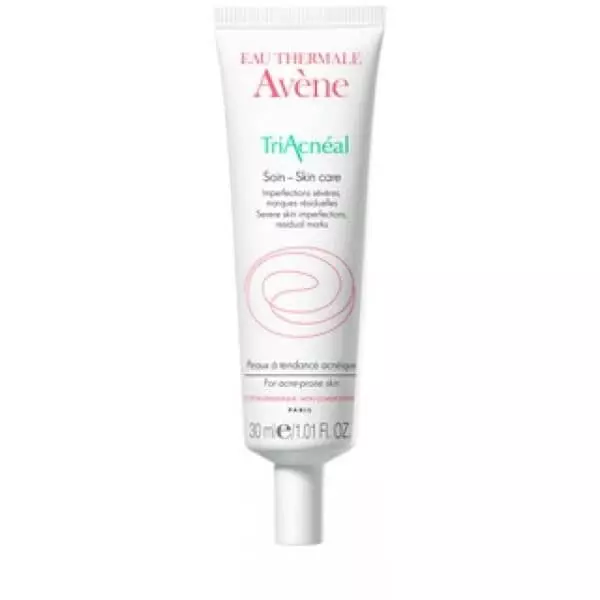 EAU THERMALE
Avène
TriAcnéal
Soin – Skin care
Imperfections sévères,
marques résiduelles
Severe skin imperfections,
residual marks
Peaux à tendance acnéique
For acne-prone skin
PARIS
30 ml e/1.01 Fl. OZ.